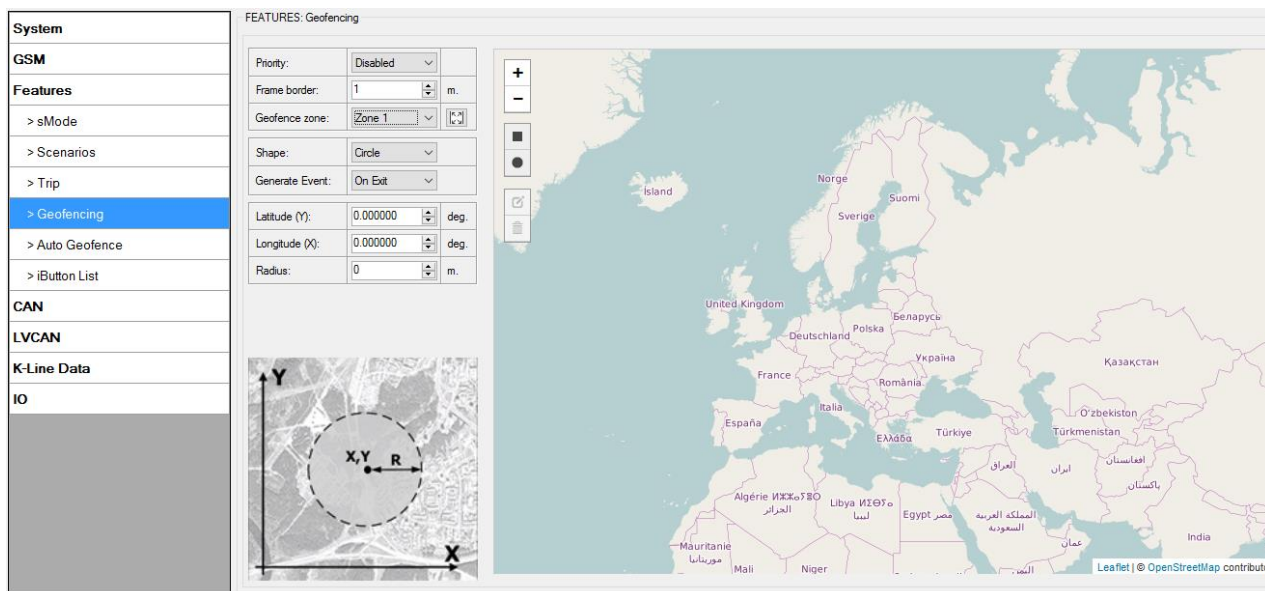 System
GSM
Features
> sMode
> Scenarios
> Trip
> Geofencing
> Auto Geofence
> iButton List
CAN
LVCAN
K-Line Data
IO
FEATURES: Geofencing
Priority: Disabled
Frame border: 1 m.
Geofence zone: Zone 1
Shape: Circle
Generate Event: On Exit
Latitude (Y): 0.000000 deg.
Longitude (X): 0.000000 deg.
Radius: 0 m.
Y
X,Y R
X
+
−
Norge
Ísland
Suomi
Sverige
United Kingdom
Беларусь
Deutschland
Polska
Україна
Қазақстан
France
România
Italia
O'zbekiston
España
Türkiye
Türkmenistan
Ελλάδα
افغانستان
العراق
ایران
پاکستان
Algérie ⵍⵣⵣⴰⵢⴻⵔ
الجزائر
Libya ⵍⵉⴱⵢⴰ
ليبيا
Egypt مصر
المملكة العربية
السعودية
عمان
India
Mauritanie
موريتانيا
Mali
Niger
اليمن
Leaflet | © OpenStreetMap contribut